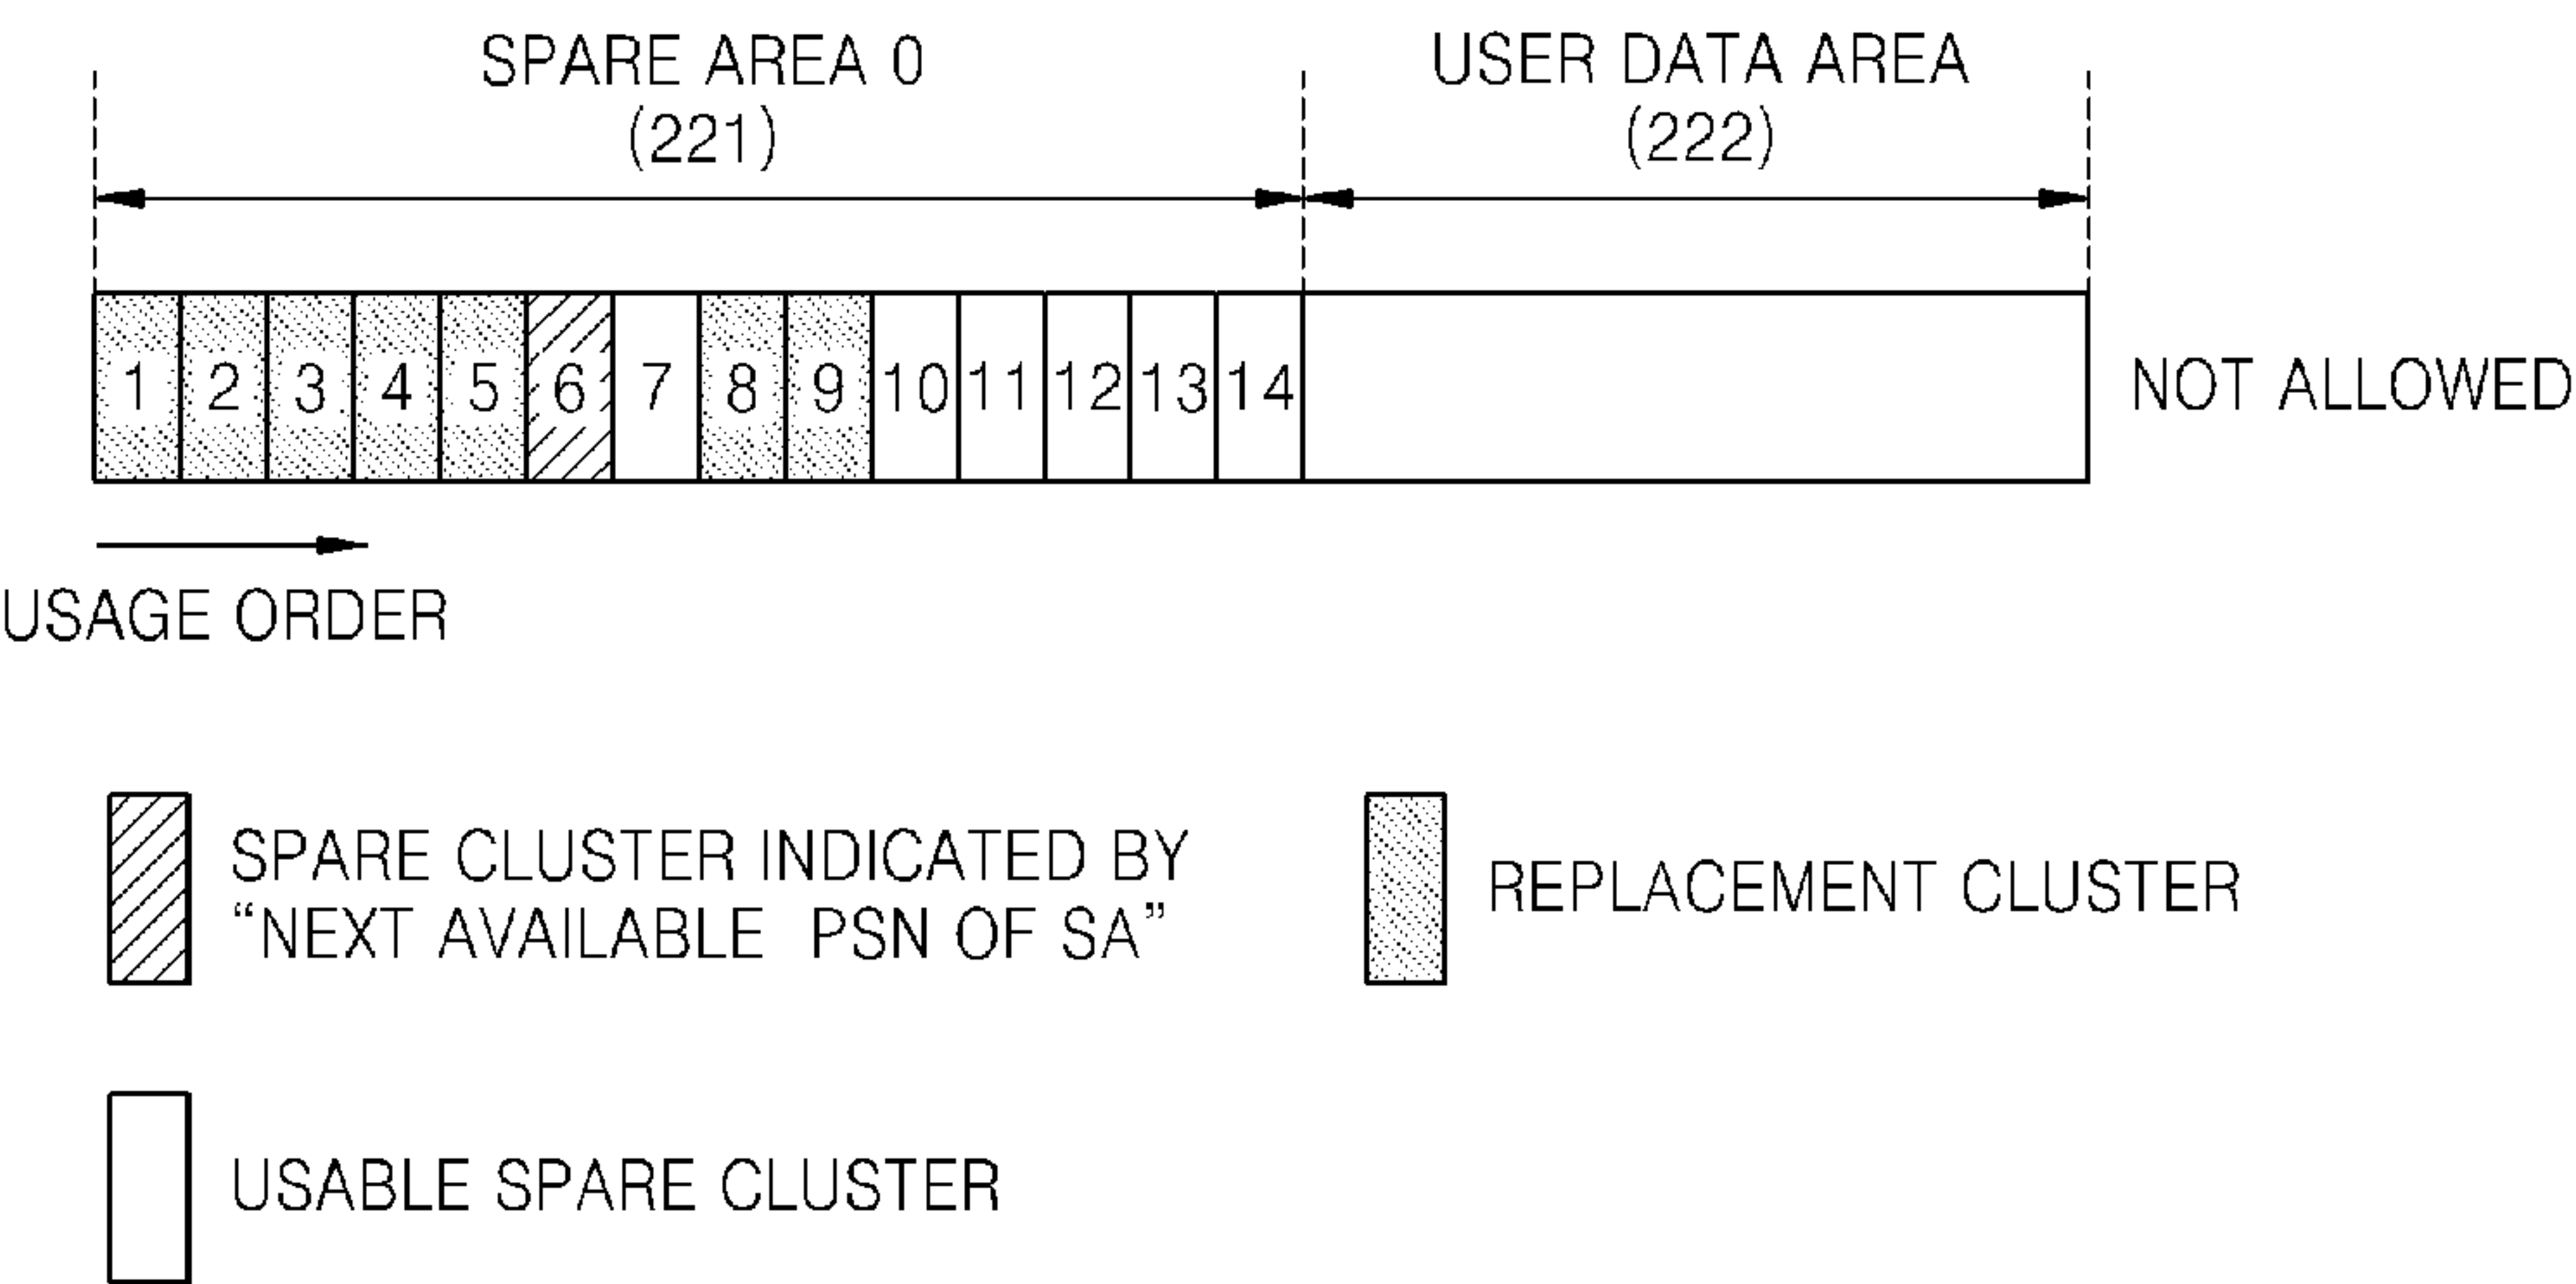 SPARE AREA 0
(221)
USER DATA AREA
(222)
1 2 3 4 5 6 7 8 9 10 11 12 13 14
NOT ALLOWED
USAGE ORDER
SPARE CLUSTER INDICATED BY
“NEXT AVAILABLE PSN OF SA”
REPLACEMENT CLUSTER
USABLE SPARE CLUSTER